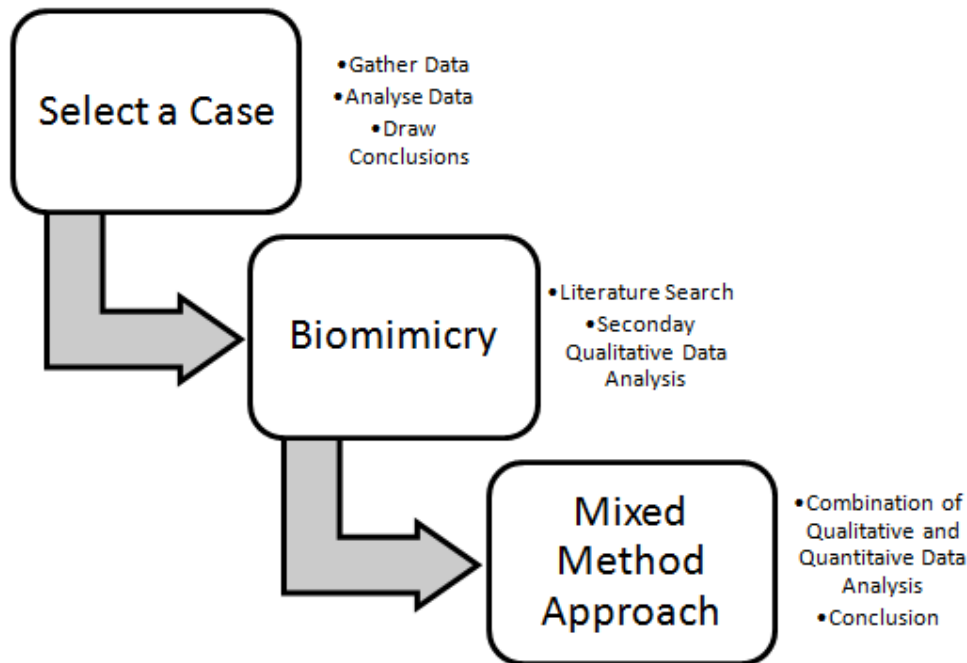 Select a Case
•Gather Data
•Analyse Data
•Draw
Conclusions
Biomimicry
•Literature Search
•Seconday
Qualitative Data
Analysis
Mixed
Method
Approach
•Combination of
Qualitative and
Quantitaive Data
Analysis
•Conclusion